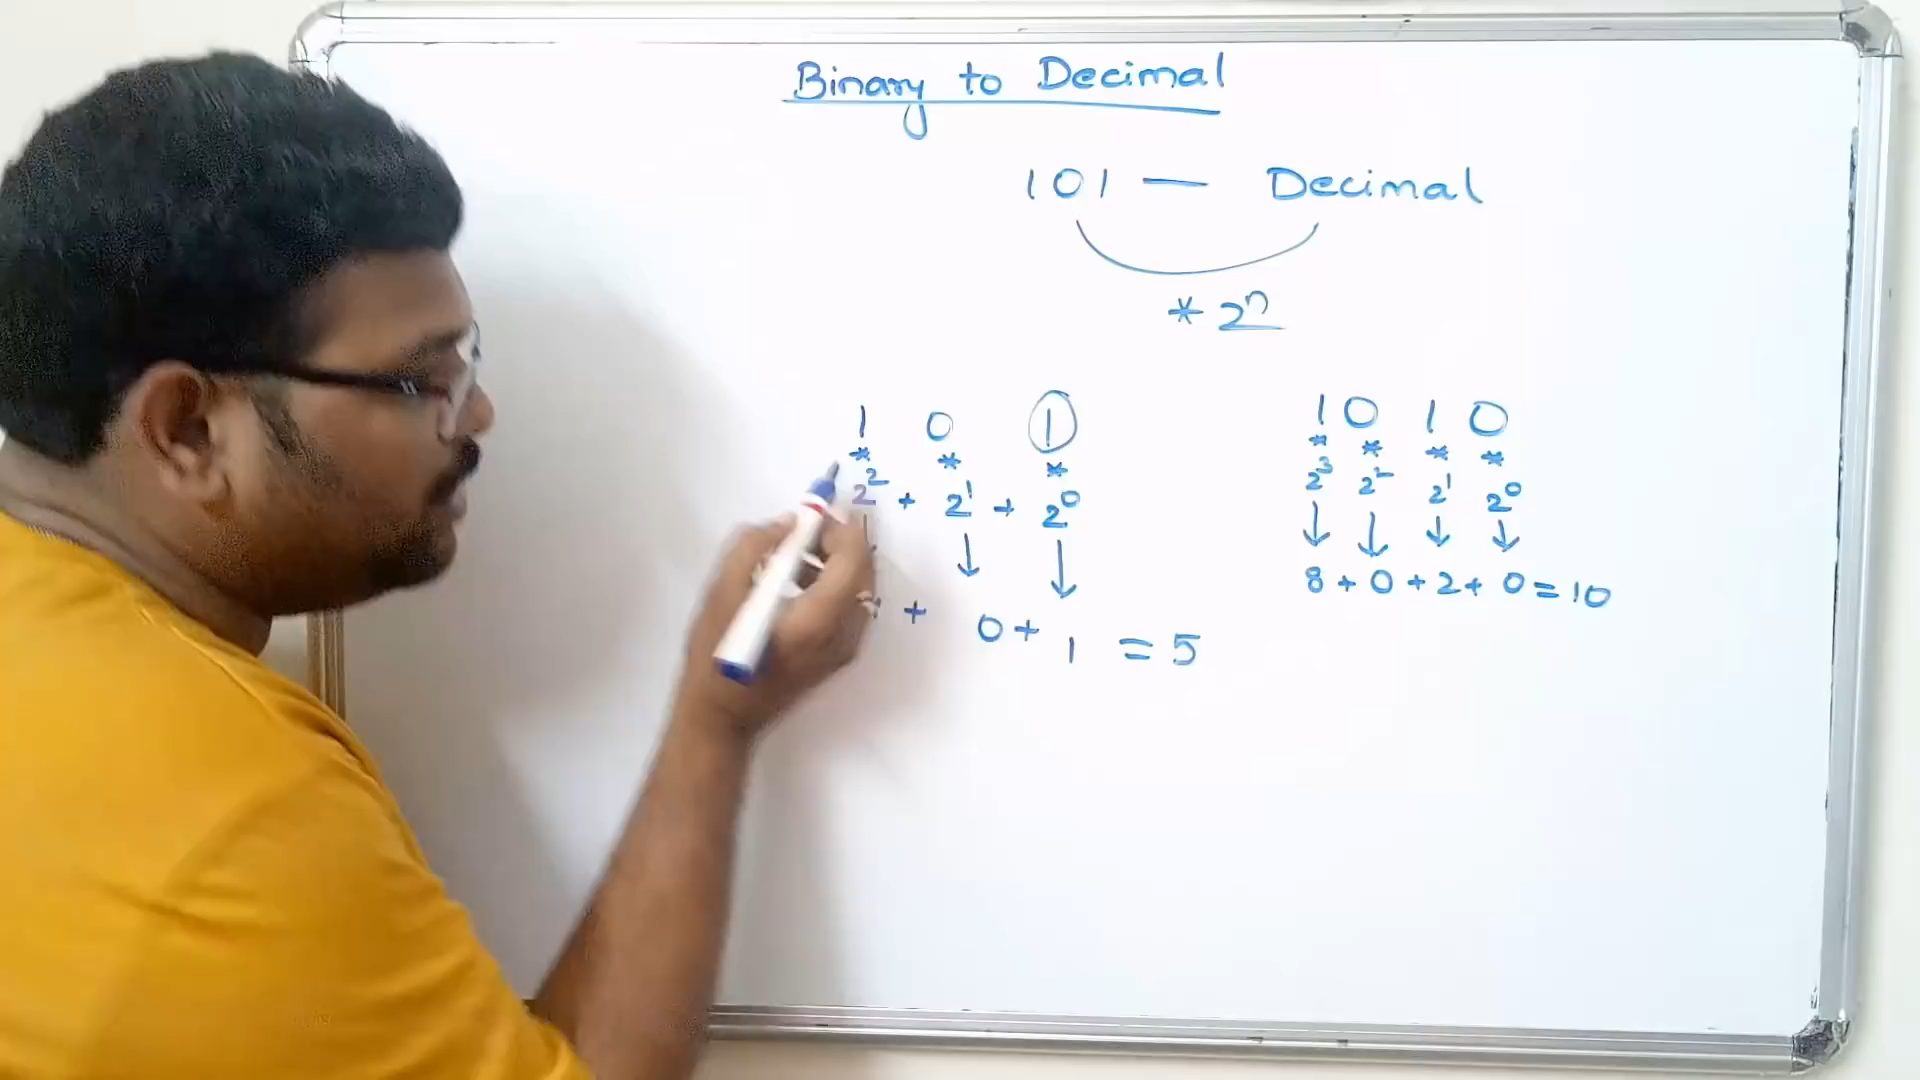 Binary to Decimal
101 — Decimal
* 2ⁿ
1 0 1
* * *
2² + 2¹ + 2⁰
↓ ↓
+ 0 + 1 = 5
1 0 1 0
* * * *
2³ 2² 2¹ 2⁰
↓ ↓ ↓ ↓
8 + 0 + 2 + 0 = 10